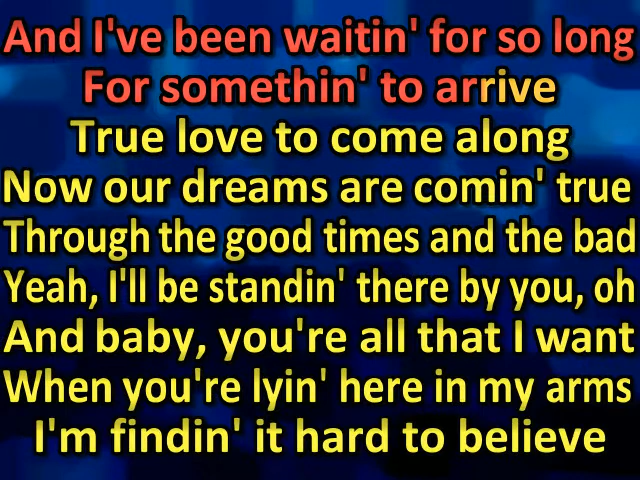 And I've been waitin' for so long
For somethin' to arrive
True love to come along
Now our dreams are comin' true
Through the good times and the bad
Yeah, I'll be standin' there by you, oh
And baby, you're all that I want
When you're lyin' here in my arms
I'm findin' it hard to believe